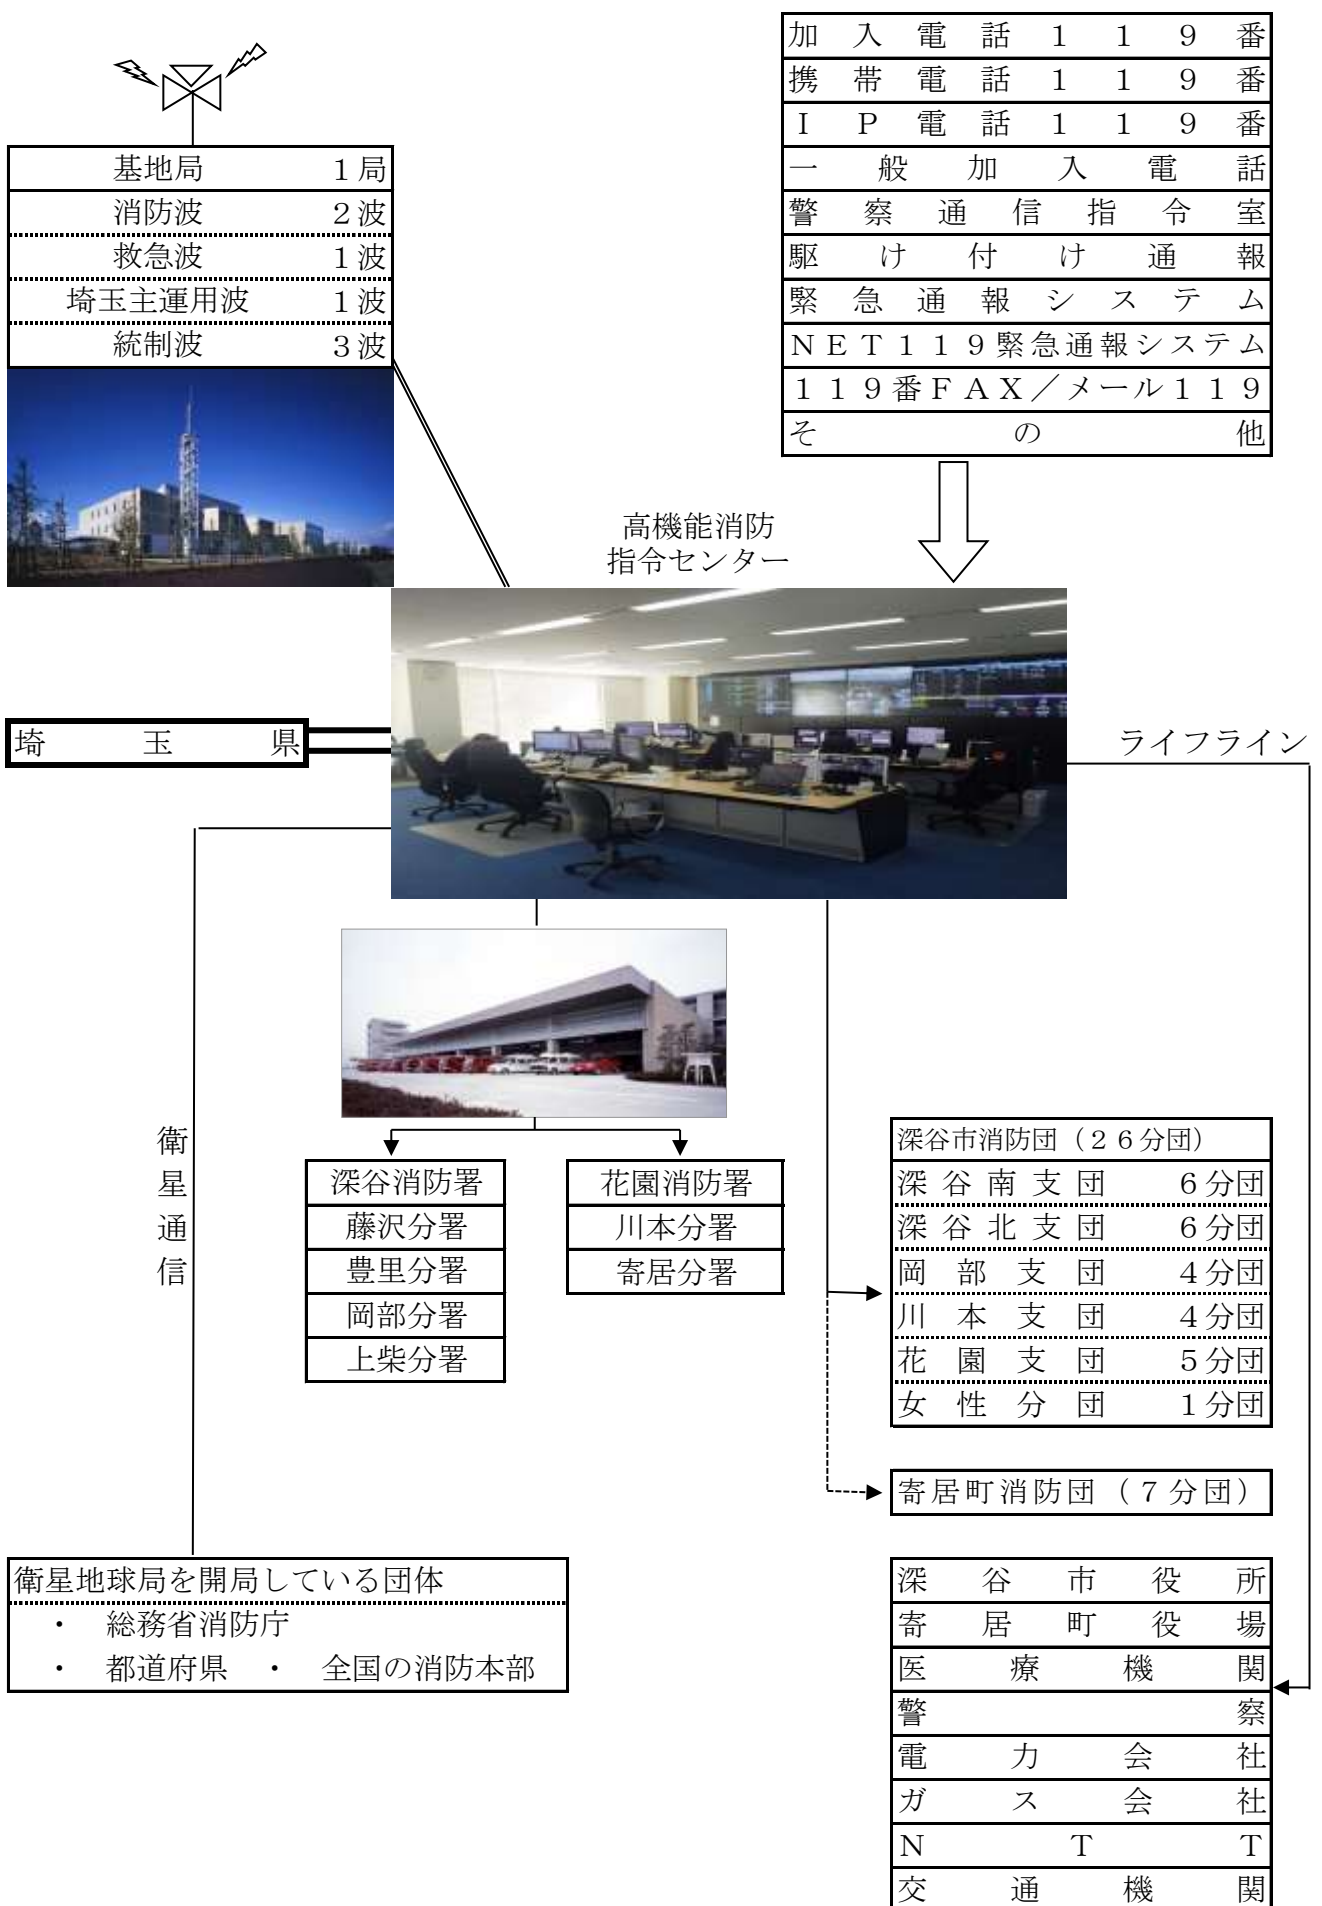 加入電話１１９番
携帯電話１１９番
ＩＰ電話１１９番
一般加入電話
警察通信指令室
駆け付け通報
緊急通報システム
ＮＥＴ１１９緊急通報システム
１１９番ＦＡＸ／メール１１９
その他
基地局 １局
消防波 ２波
救急波 １波
埼玉主運用波 １波
統制波 ３波
高機能消防
指令センター
埼玉県
ライフライン
衛星通信
深谷消防署
藤沢分署
豊里分署
岡部分署
上柴分署
花園消防署
川本分署
寄居分署
深谷市消防団（２６分団）
深谷南支団 ６分団
深谷北支団 ６分団
岡部支団 ４分団
川本支団 ４分団
花園支団 ５分団
女性分団 １分団
寄居町消防団（７分団）
衛星地球局を開局している団体
・ 総務省消防庁
・ 都道府県 ・ 全国の消防本部
深谷市役所
寄居町役場
医療機関
警察
電力会社
ガス会社
ＮＴＴ
交通機関